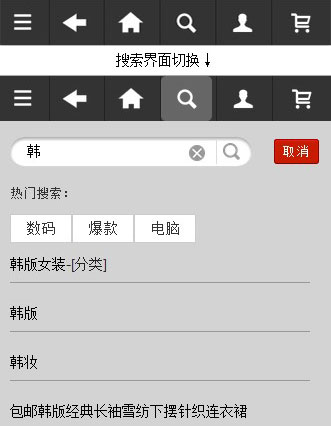 搜索界面切换↓
韩
取消
热门搜索：
数码 爆款 电脑
韩版女装-[分类]
韩版
韩妆
包邮韩版经典长袖雪纺下摆针织连衣裙